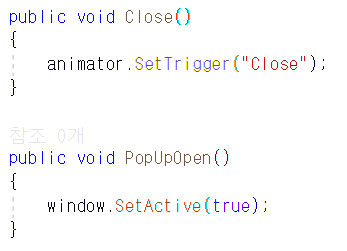 public void Close()
{
    animator.SetTrigger("Close");
}
참조 0개
public void PopUpOpen()
{
    window.SetActive(true);
}